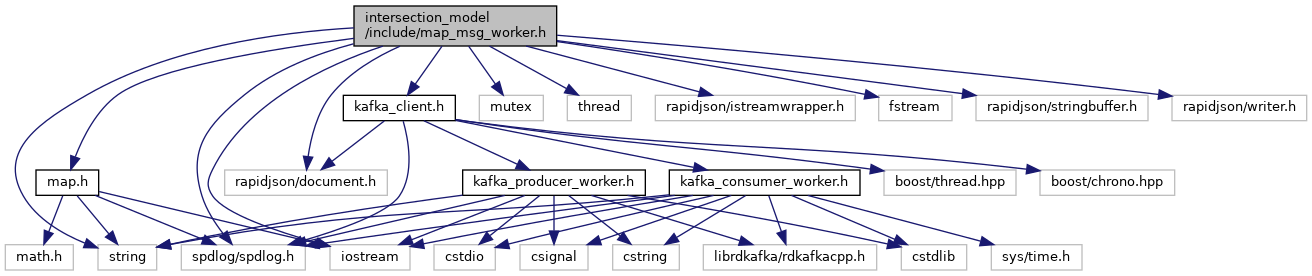 intersection_model
/include/map_msg_worker.h
kafka_client.h
mutex
thread
rapidjson/istreamwrapper.h
fstream
rapidjson/stringbuffer.h
rapidjson/writer.h
map.h
rapidjson/document.h
kafka_producer_worker.h
kafka_consumer_worker.h
boost/thread.hpp
boost/chrono.hpp
math.h
string
spdlog/spdlog.h
iostream
cstdio
csignal
cstring
librdkafka/rdkafkacpp.h
cstdlib
sys/time.h